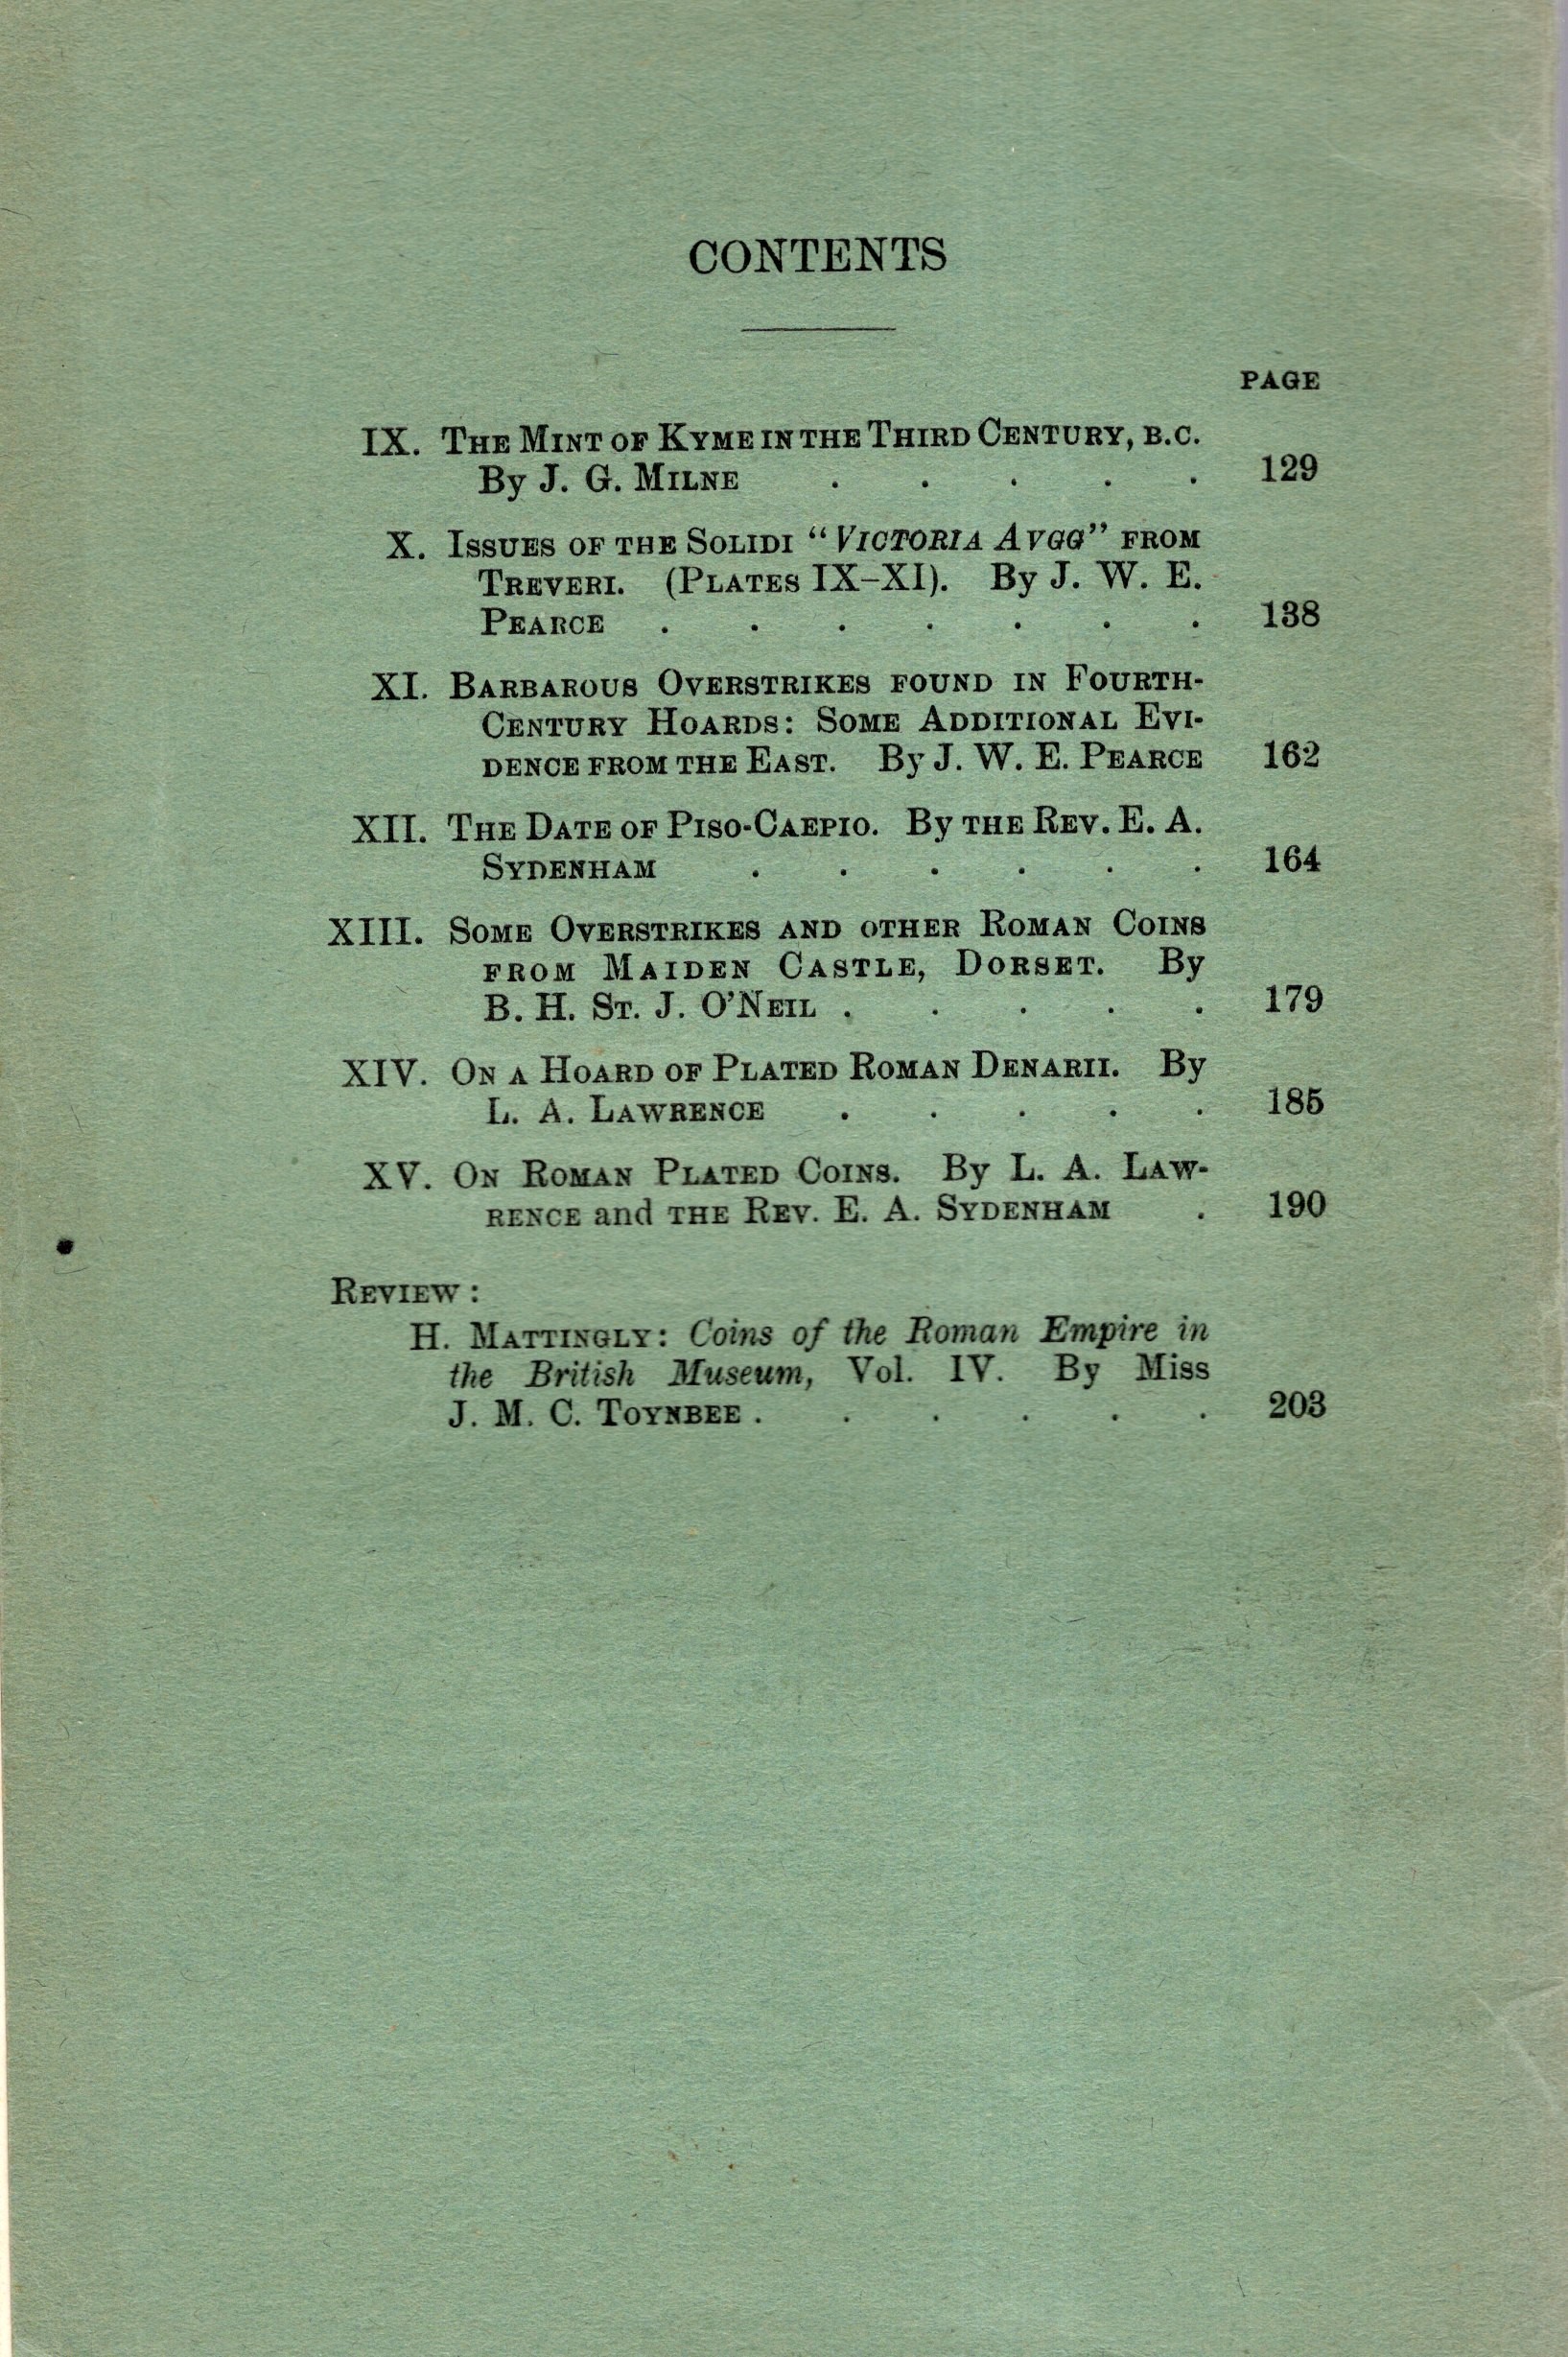 CONTENTS
PAGE
IX. THE MINT OF KYME IN THE THIRD CENTURY, B.C.
By J. G. MILNE . . . . . 129
X. ISSUES OF THE SOLIDI "VICTORIA AVGG" FROM
TREVERI. (PLATES IX–XI). By J. W. E.
PEARCE . . . . . . . 138
XI. BARBAROUS OVERSTRIKES FOUND IN FOURTH-
CENTURY HOARDS: SOME ADDITIONAL EVI-
DENCE FROM THE EAST. By J. W. E. PEARCE 162
XII. THE DATE OF PISO-CAEPIO. By THE REV. E. A.
SYDENHAM . . . . . . 164
XIII. SOME OVERSTRIKES AND OTHER ROMAN COINS
FROM MAIDEN CASTLE, DORSET. By
B. H. ST. J. O'NEIL . . . . . 179
XIV. ON A HOARD OF PLATED ROMAN DENARII. By
L. A. LAWRENCE . . . . . 185
XV. ON ROMAN PLATED COINS. By L. A. LAW-
RENCE and THE REV. E. A. SYDENHAM . 190
REVIEW:
H. MATTINGLY: Coins of the Roman Empire in
the British Museum, Vol. IV. By Miss
J. M. C. TOYNBEE . . . . . . 203